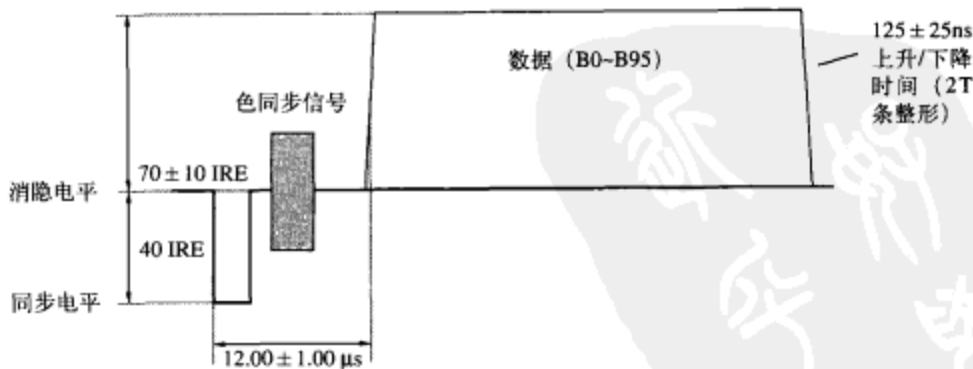 数据（B0~B95）
125±25ns
上升/下降
时间（2T
条整形）
色同步信号
70±10 IRE
消隐电平
40 IRE
同步电平
12.00±1.00 μs